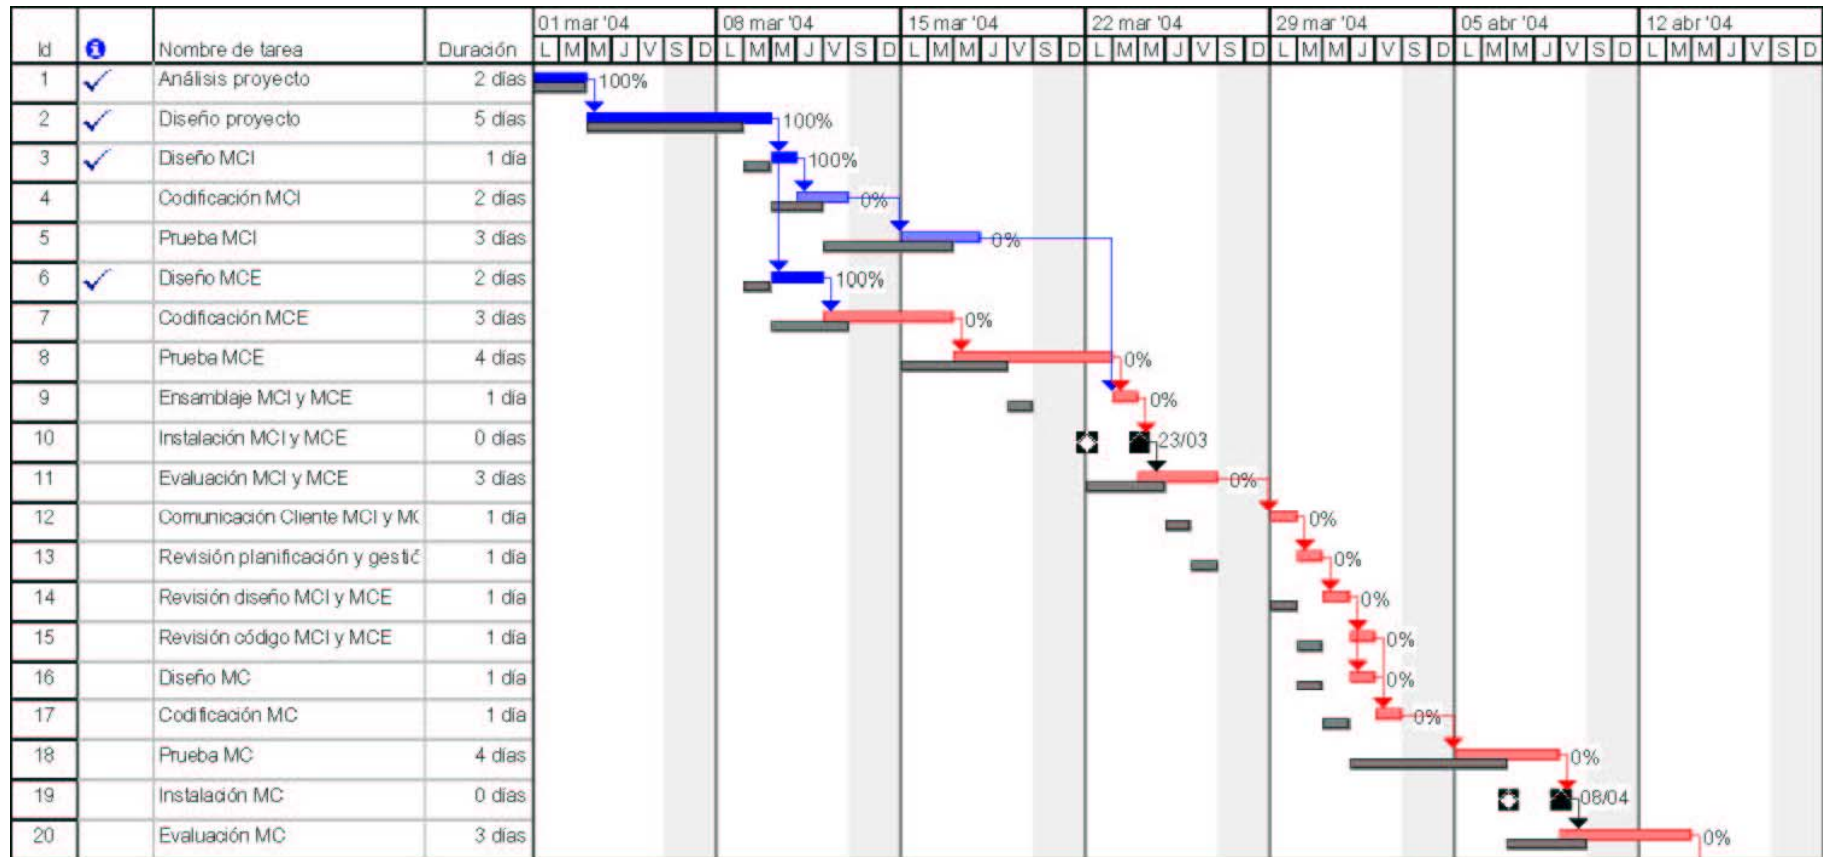 01 mar '04 08 mar '04 15 mar '04 22 mar '04 29 mar '04 05 abr '04 12 abr '04
Id Nombre de tarea Duración L M M J V S D L M M J V S D L M M J V S D L M M J V S D L M M J V S D L M M J V S D L M M J V S D
1 Análisis proyecto 2 días 100%
2 Diseño proyecto 5 días 100%
3 Diseño MCI 1 día 100%
4 Codificación MCI 2 días 0%
5 Prueba MCI 3 días 0%
6 Diseño MCE 2 días 100%
7 Codificación MCE 3 días 0%
8 Prueba MCE 4 días 0%
9 Ensamblaje MCI y MCE 1 día 0%
10 Instalación MCI y MCE 0 días 23/03
11 Evaluación MCI y MCE 3 días 0%
12 Comunicación Cliente MCI y MC 1 día 0%
13 Revisión planificación y gestió 1 día 0%
14 Revisión diseño MCI y MCE 1 día 0%
15 Revisión código MCI y MCE 1 día 0%
16 Diseño MC 1 día 0%
17 Codificación MC 1 día 0%
18 Prueba MC 4 días 0%
19 Instalación MC 0 días 08/04
20 Evaluación MC 3 días 0%